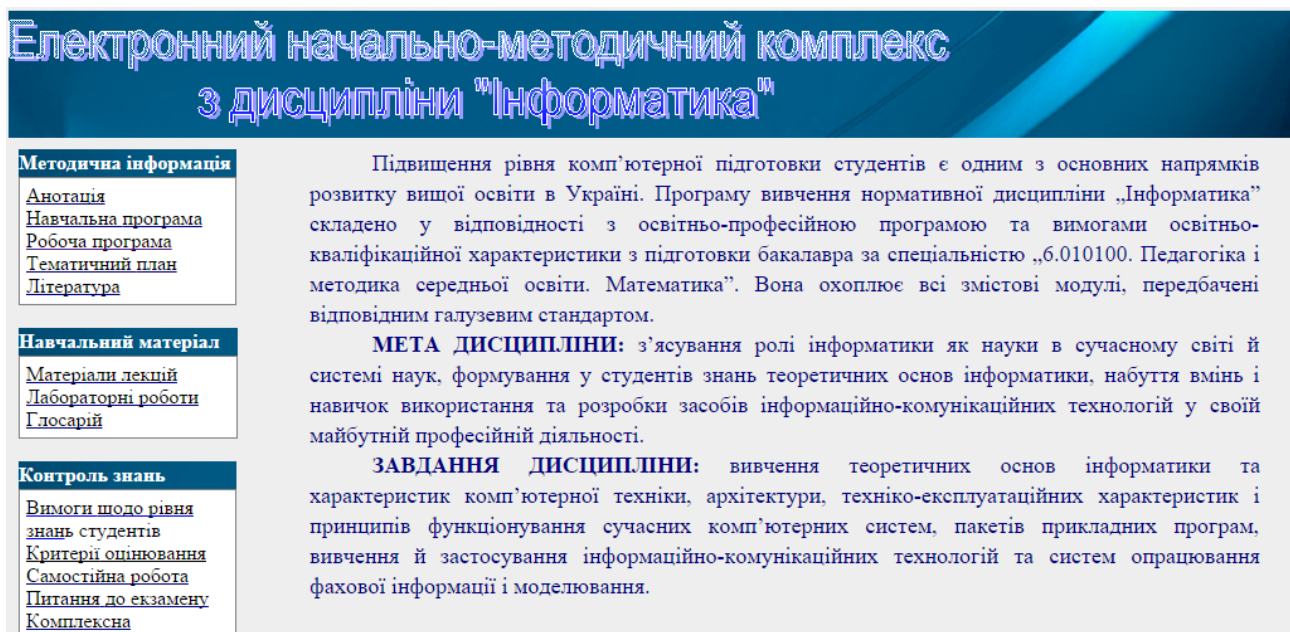 Електронний начально-методичний комплекс
з дисципліни "Інформатика"
Методична інформація
Анотація
Навчальна програма
Робоча програма
Тематичний план
Література
Навчальний матеріал
Матеріали лекцій
Лабораторні роботи
Глосарій
Контроль знань
Вимоги щодо рівня
знань студентів
Критерії оцінювання
Самостійна робота
Питання до екзамену
Комплексна
Підвищення рівня комп’ютерної підготовки студентів є одним з основних напрямків
розвитку вищої освіти в Україні. Програму вивчення нормативної дисципліни „Інформатика”
складено у відповідності з освітньо-професійною програмою та вимогами освітньо-
кваліфікаційної характеристики з підготовки бакалавра за спеціальністю „6.010100. Педагогіка і
методика середньої освіти. Математика”. Вона охоплює всі змістові модулі, передбачені
відповідним галузевим стандартом.
МЕТА ДИСЦИПЛІНИ: з’ясування ролі інформатики як науки в сучасному світі й
системі наук, формування у студентів знань теоретичних основ інформатики, набуття вмінь і
навичок використання та розробки засобів інформаційно-комунікаційних технологій у своїй
майбутній професійній діяльності.
ЗАВДАННЯ ДИСЦИПЛІНИ: вивчення теоретичних основ інформатики та
характеристик комп’ютерної техніки, архітектури, техніко-експлуатаційних характеристик і
принципів функціонування сучасних комп’ютерних систем, пакетів прикладних програм,
вивчення й застосування інформаційно-комунікаційних технологій та систем опрацювання
фахової інформації і моделювання.